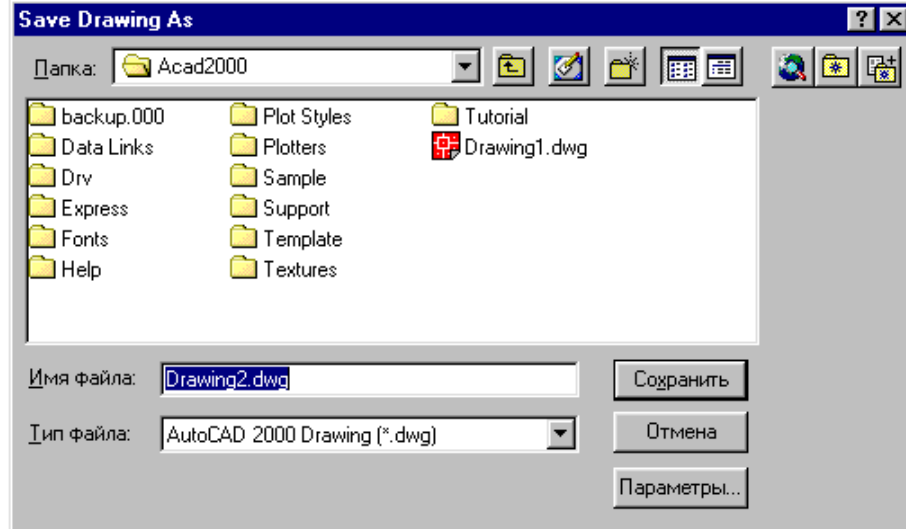 Save Drawing As
Папка: Acad2000
backup.000 Plot Styles Tutorial
Data Links Plotters Drawing1.dwg
Drv Sample
Express Support
Fonts Template
Help Textures
Имя файла: Drawing2.dwg Сохранить
Тип файла: AutoCAD 2000 Drawing (*.dwg) Отмена
Параметры...